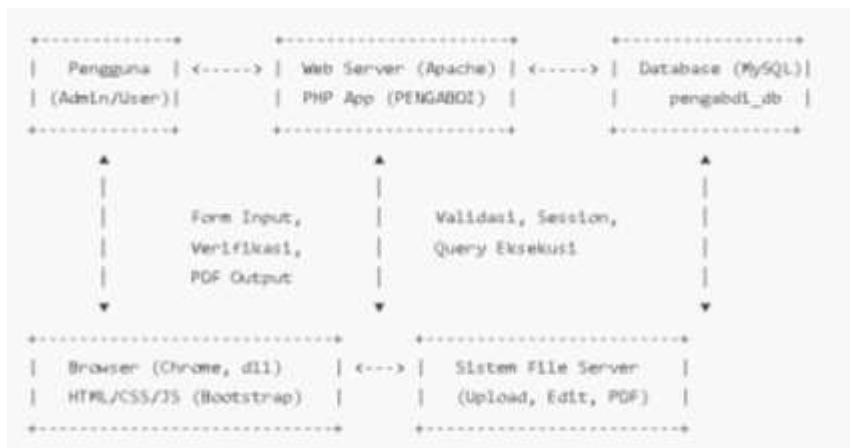 Pengguna <-----> Web Server (Apache) <-----> Database (MySQL)
(Admin/User) PHP App (PENGABDI) pengabdi_db
Form Input, Validasi, Session,
Verifikasi, Query Eksekusi
PDF Output
Browser (Chrome, dll) <---> Sistem File Server
HTML/CSS/JS (Bootstrap) (Upload, Edit, PDF)